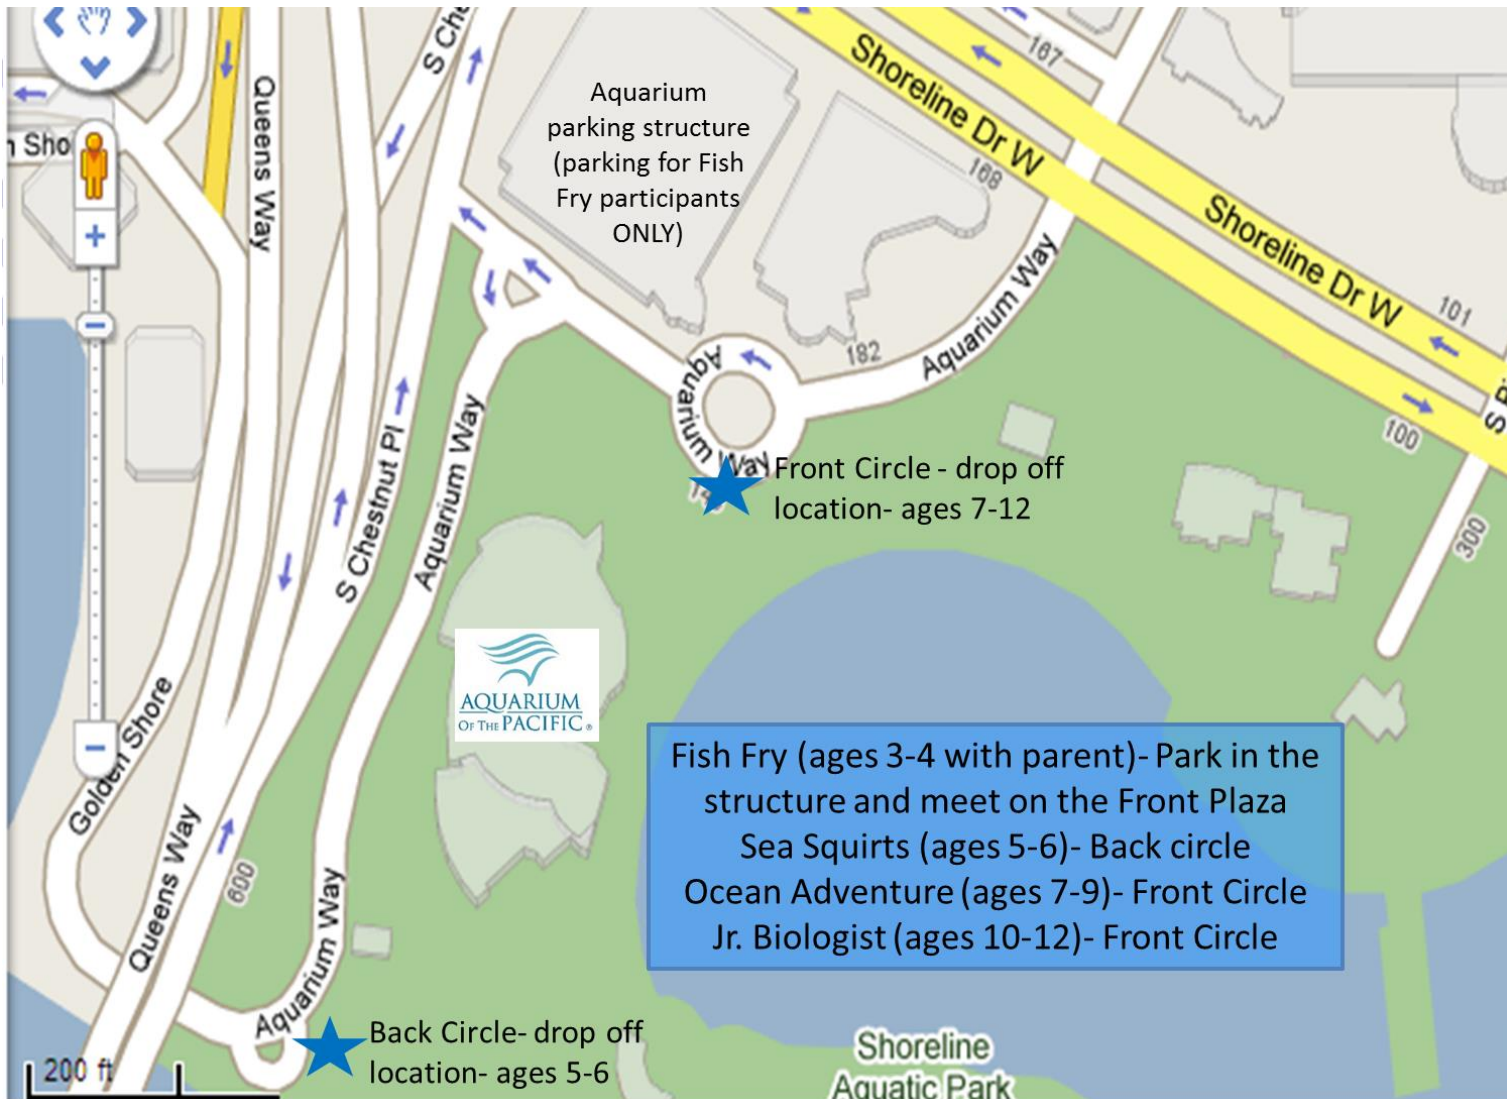 S Che
Queens Way
n Sho
Aquarium
parking structure
(parking for Fish
Fry participants
ONLY)
Shoreline Dr W
167
168
Shoreline Dr W
101
100
Aquarium Way
182
Aquarium Way
Front Circle - drop off
location- ages 7-12
300
S Chestnut Pl
Aquarium Way
AQUARIUM
OF THE PACIFIC®
Golden Shore
Queens Way
600
Fish Fry (ages 3-4 with parent)- Park in the
structure and meet on the Front Plaza
Sea Squirts (ages 5-6)- Back circle
Ocean Adventure (ages 7-9)- Front Circle
Jr. Biologist (ages 10-12)- Front Circle
Aquarium Way
Back Circle- drop off
location- ages 5-6
Shoreline
Aquatic Park
200 ft